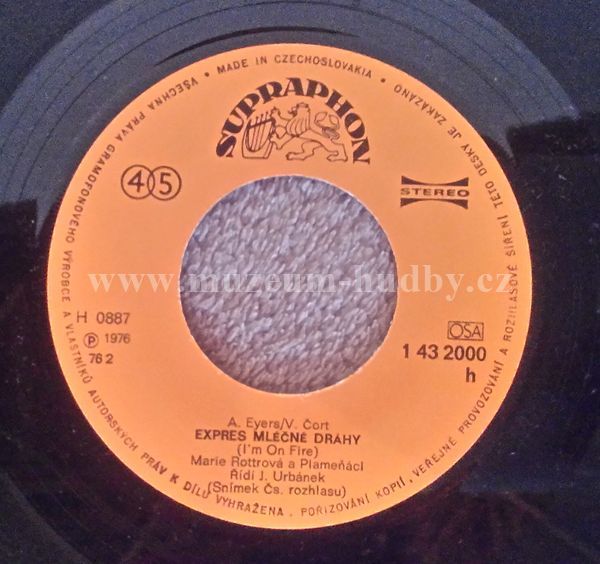 • MADE IN CZECHOSLOVAKIA •
SUPRAPHON
45
STEREO
VŠECHNA PRÁVA GRAMOFONOVÉHO VÝROBCE A VLASTNÍKŮ AUTORSKÝCH PRÁV K DÍLU VYHRAŽENA. POŘIZOVÁNÍ KOPIÍ, VEŘEJNÉ PROVOZOVÁNÍ A ROZHLASOVÉ ŠÍŘENÍ TÉTO DESKY JE ZAKÁZÁNO
www.muzeum-hudby.cz
H 0887
Ⓟ 1976
76 2
OSA
1 43 2000
h
A. Eyers/V. Čort
EXPRES MLÉČNÉ DRÁHY
(I'm On Fire)
Marie Rottrová a Plameňáci
Řídí J. Urbánek
(Snímek Čs. rozhlasu)